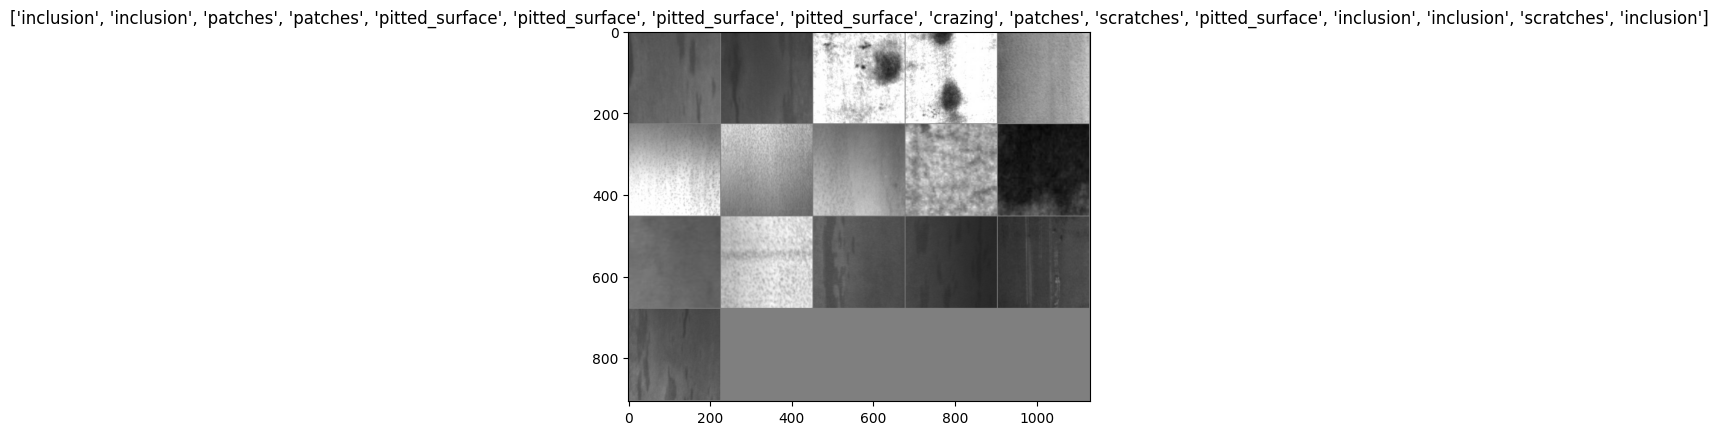 ['inclusion', 'inclusion', 'patches', 'patches', 'pitted_surface', 'pitted_surface', 'pitted_surface', 'pitted_surface', 'crazing', 'patches', 'scratches', 'pitted_surface', 'inclusion', 'inclusion', 'scratches', 'inclusion']
0
200
400
600
800
0 200 400 600 800 1000